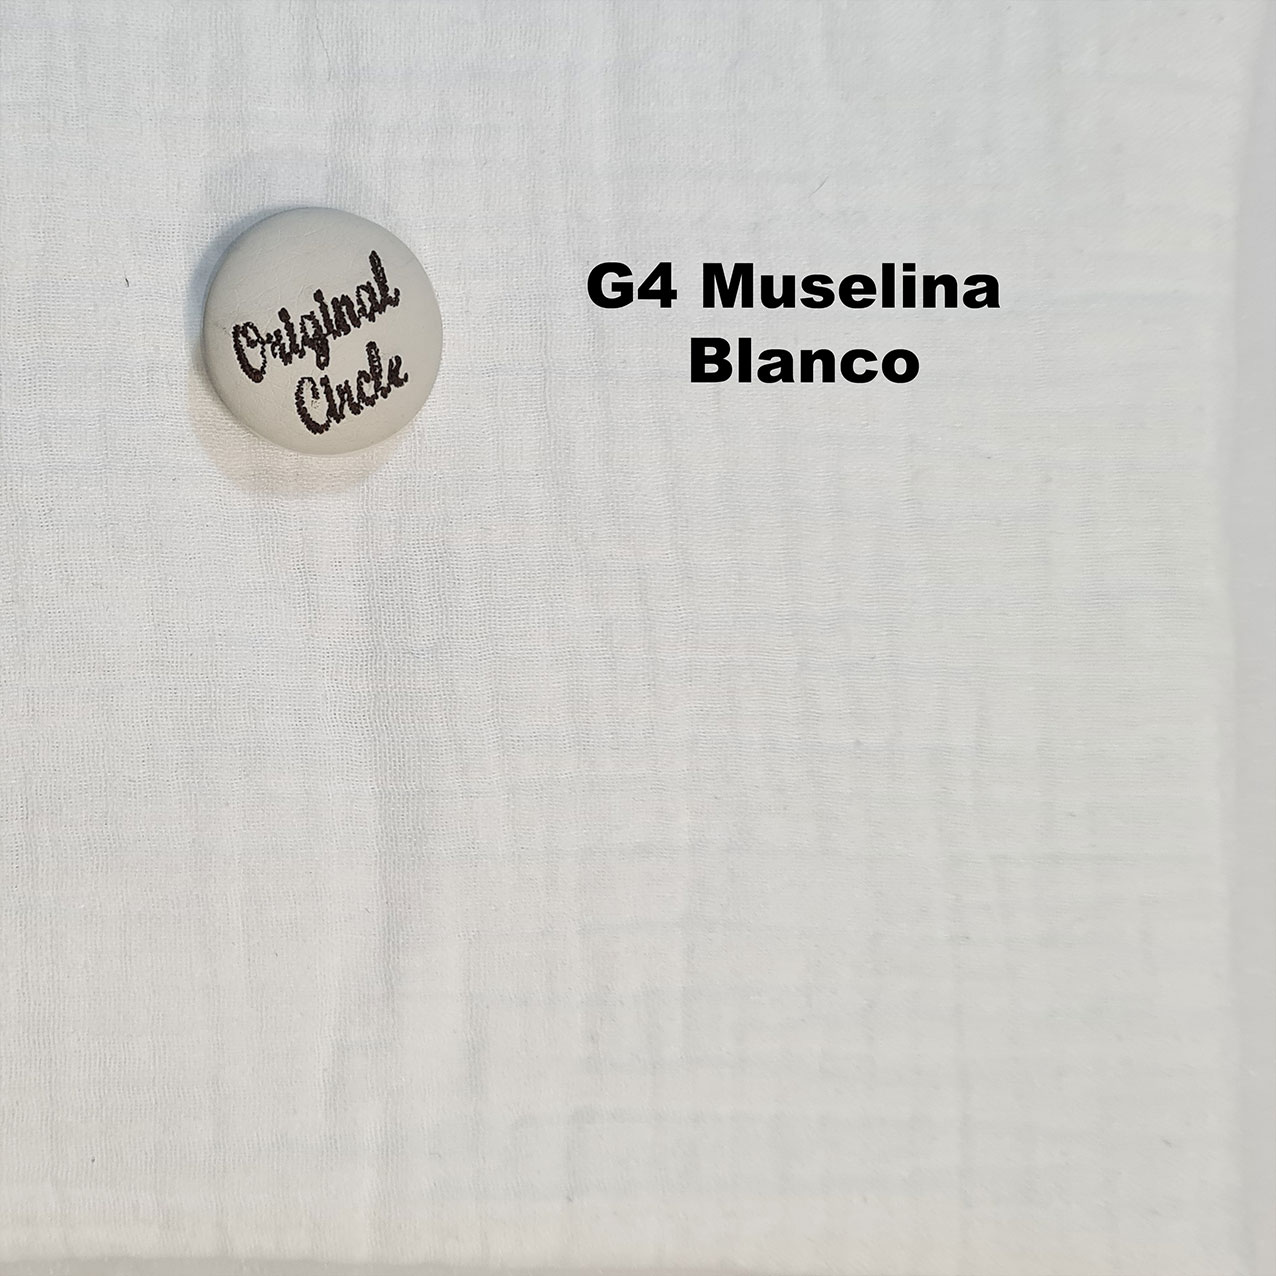 Original
Circle
G4 Muselina
Blanco